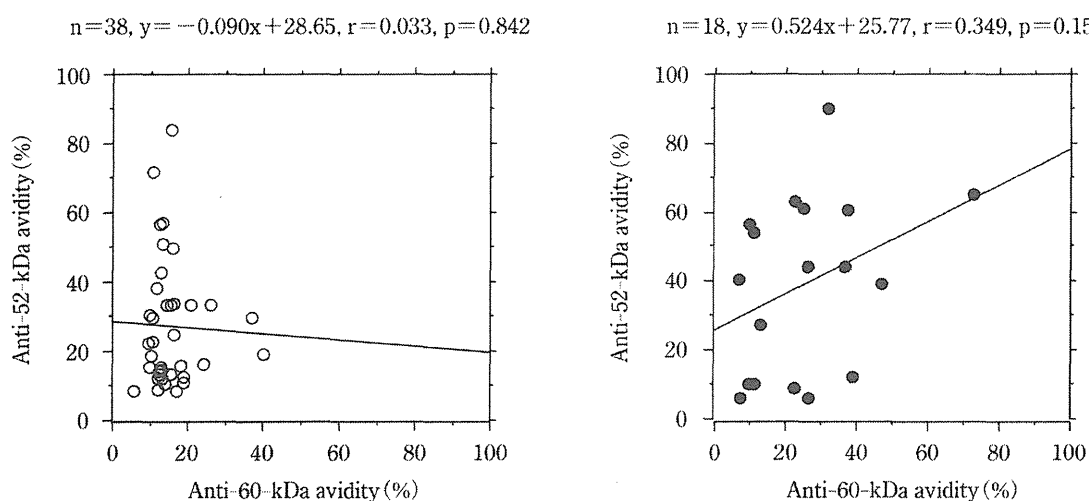 n=38, y= −0.090x+28.65, r=0.033, p=0.842
100
80
60
40
20
0
Anti-52-kDa avidity (%)
0 20 40 60 80 100
Anti-60-kDa avidity (%)
n=18, y=0.524x+25.77, r=0.349, p=0.15
100
80
60
40
20
0
Anti-52-kDa avidity (%)
0 20 40 60 80 100
Anti-60-kDa avidity (%)